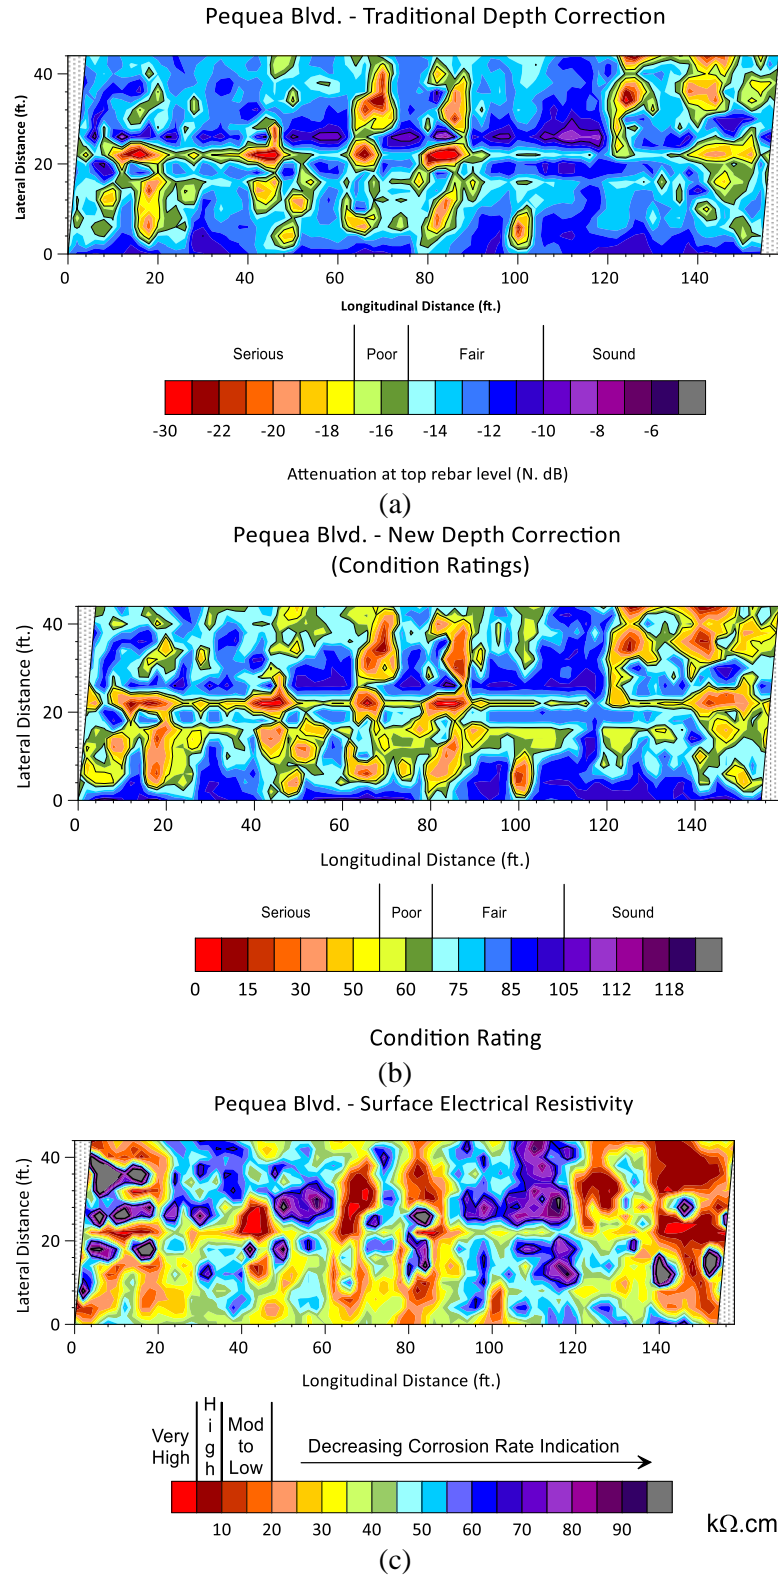 Pequea Blvd. - Traditional Depth Correction
40
20
0
Lateral Distance (ft.)
0 20 40 60 80 100 120 140
Longitudinal Distance (ft.)
Serious Poor Fair Sound
-30 -22 -20 -18 -16 -14 -12 -10 -8 -6
Attenuation at top rebar level (N. dB)
(a)
Pequea Blvd. - New Depth Correction
(Condition Ratings)
40
20
0
Lateral Distance (ft.)
0 20 40 60 80 100 120 140
Longitudinal Distance (ft.)
Serious Poor Fair Sound
0 15 30 50 60 75 85 105 112 118
Condition Rating
(b)
Pequea Blvd. - Surface Electrical Resistivity
40
20
0
Lateral Distance (ft.)
0 20 40 60 80 100 120 140
Longitudinal Distance (ft.)
Very
High
H
i
g
h
Mod
to
Low
Decreasing Corrosion Rate Indication
10 20 30 40 50 60 70 80 90
kΩ.cm
(c)